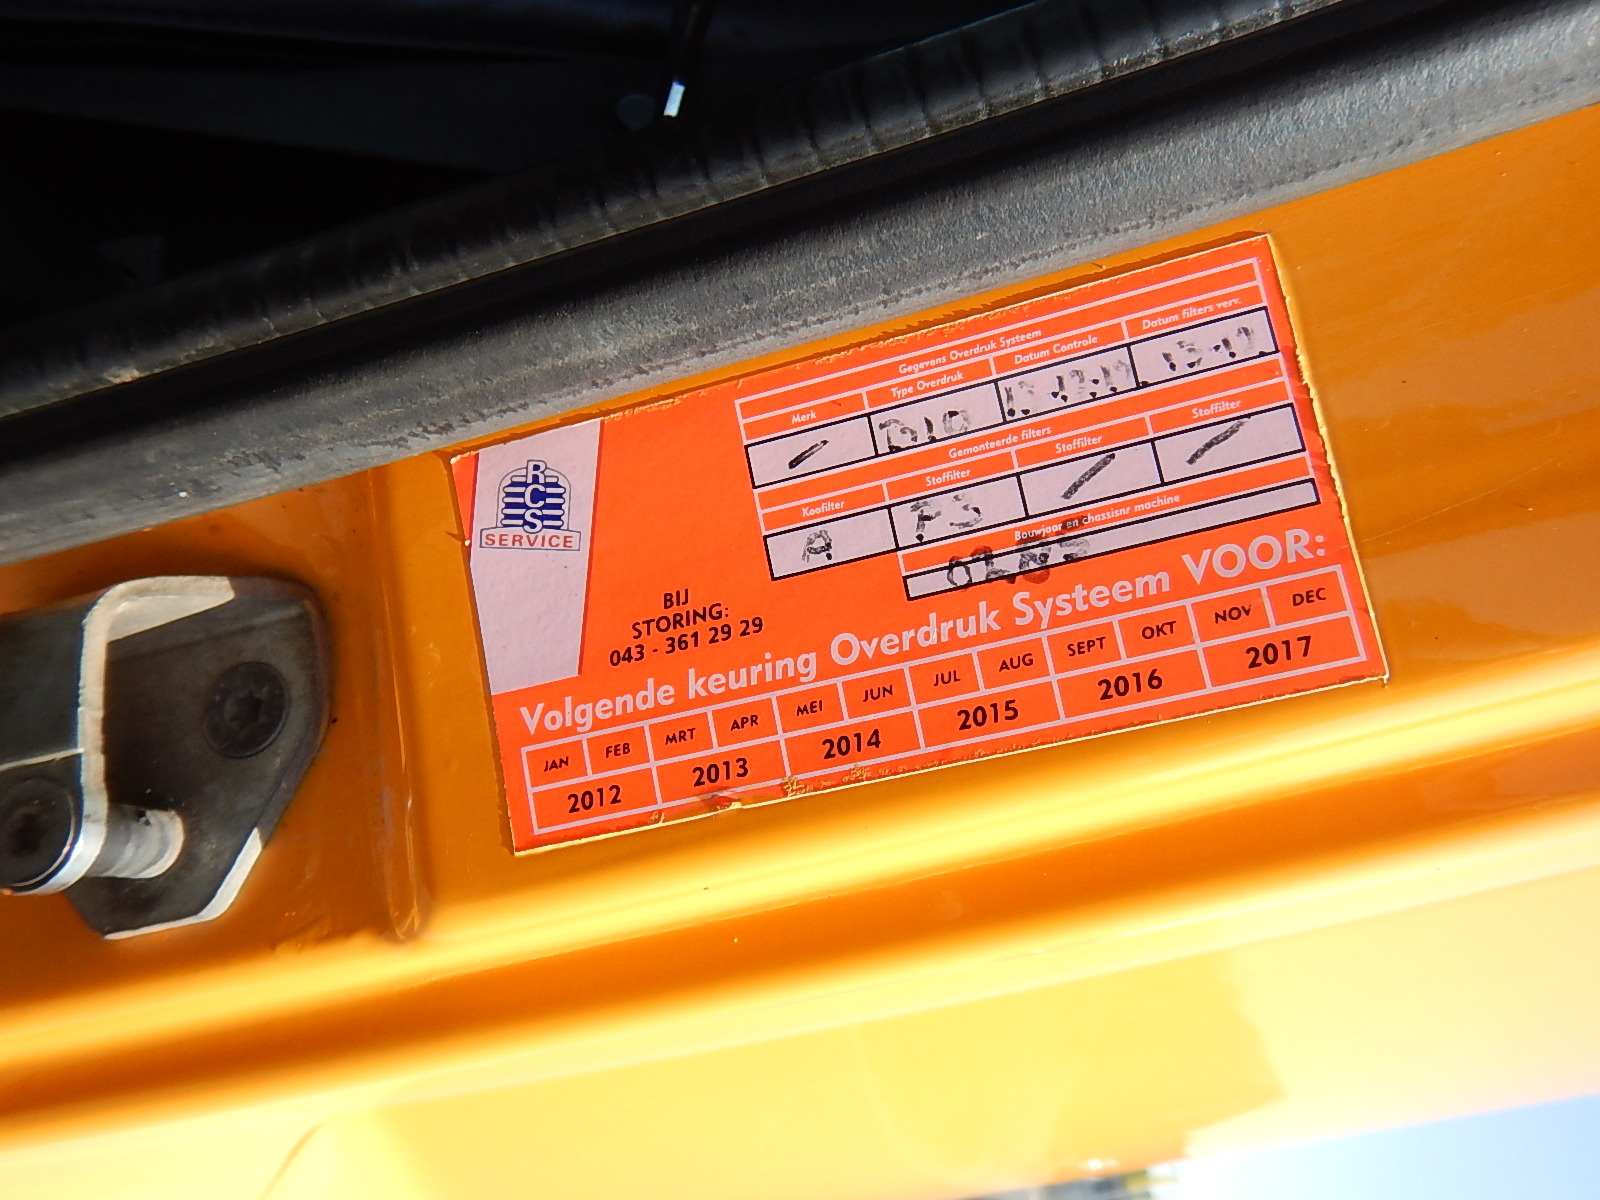 Gegevens Overdruk Systeem
Merk Type Overdruk Datum Controle Datum filters verv.
Gemonteerde filters
Koofilter Stoffilter Stoffilter Stoffilter
A F3
Bouwjaar en chassisnr machine
RCS
SERVICE
BIJ
STORING:
043 - 361 29 29
Volgende keuring Overdruk Systeem VOOR:
JAN FEB MRT APR MEI JUN JUL AUG SEPT OKT NOV DEC
2012 2013 2014 2015 2016 2017